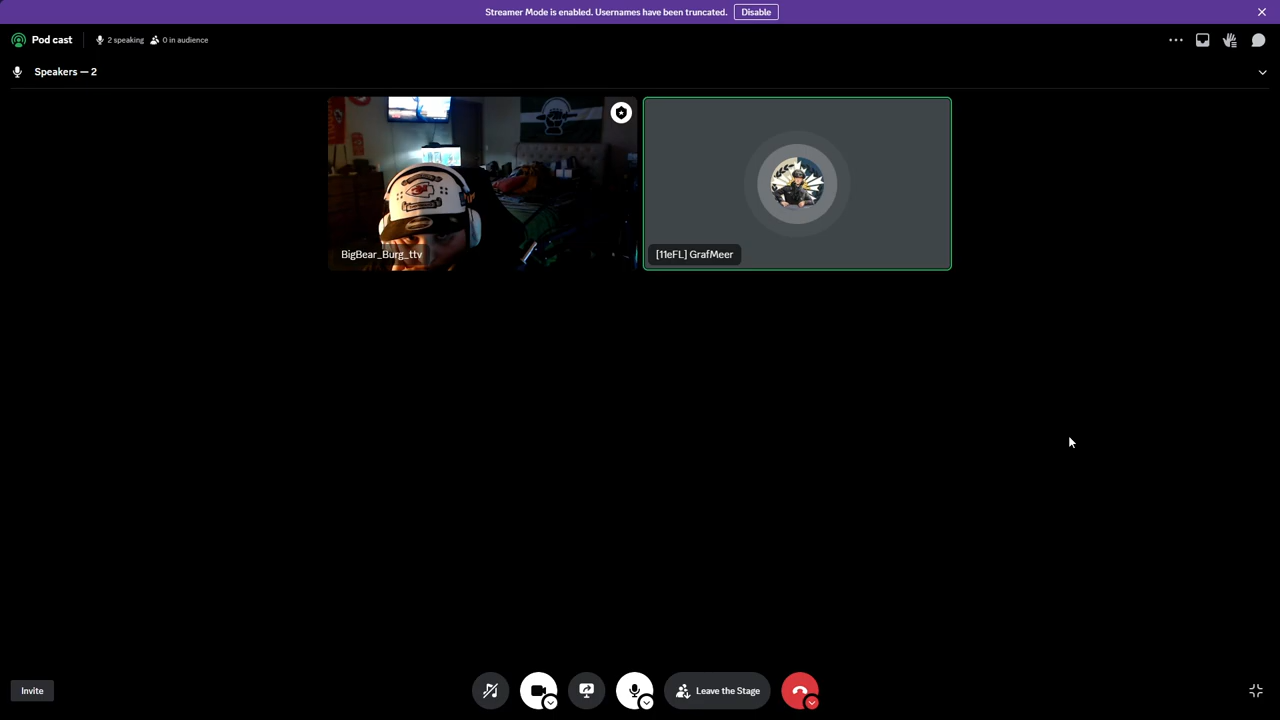 Streamer Mode is enabled. Usernames have been truncated. Disable
Pod cast
2 speaking 0 in audience
Speakers — 2
BigBear_Burg_ttv
[11eFL] GrafMeer
Invite
Leave the Stage